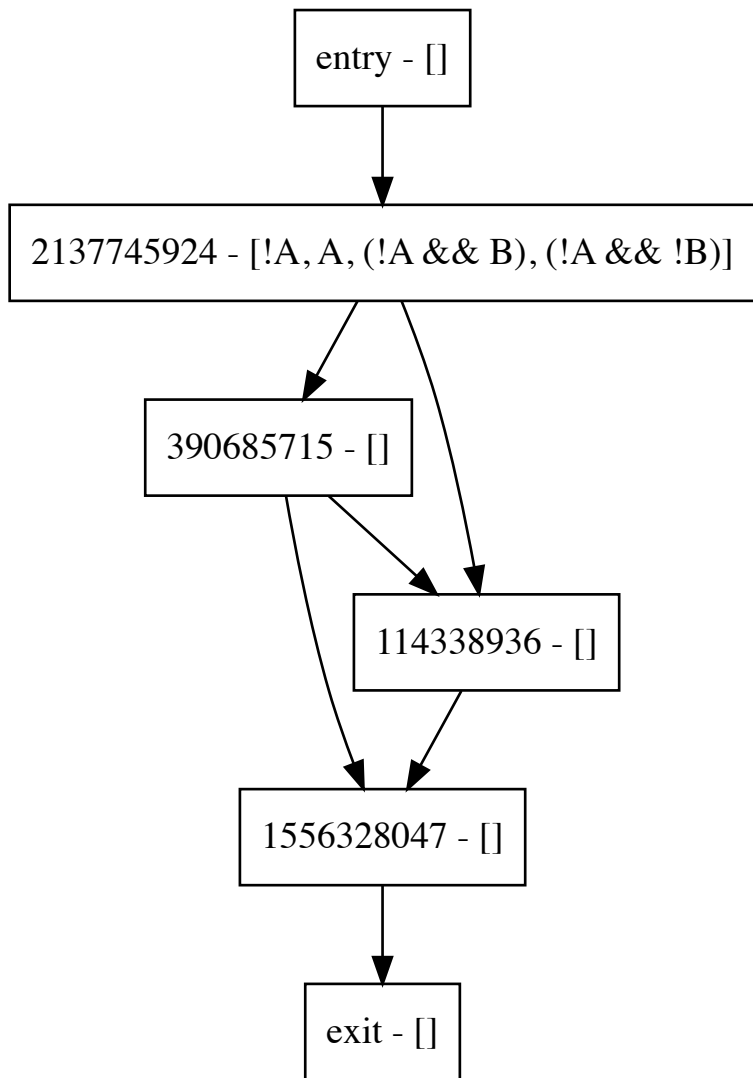 entry - []
2137745924 - [!A, A, (!A && B), (!A && !B)]
390685715 - []
114338936 - []
1556328047 - []
exit - []